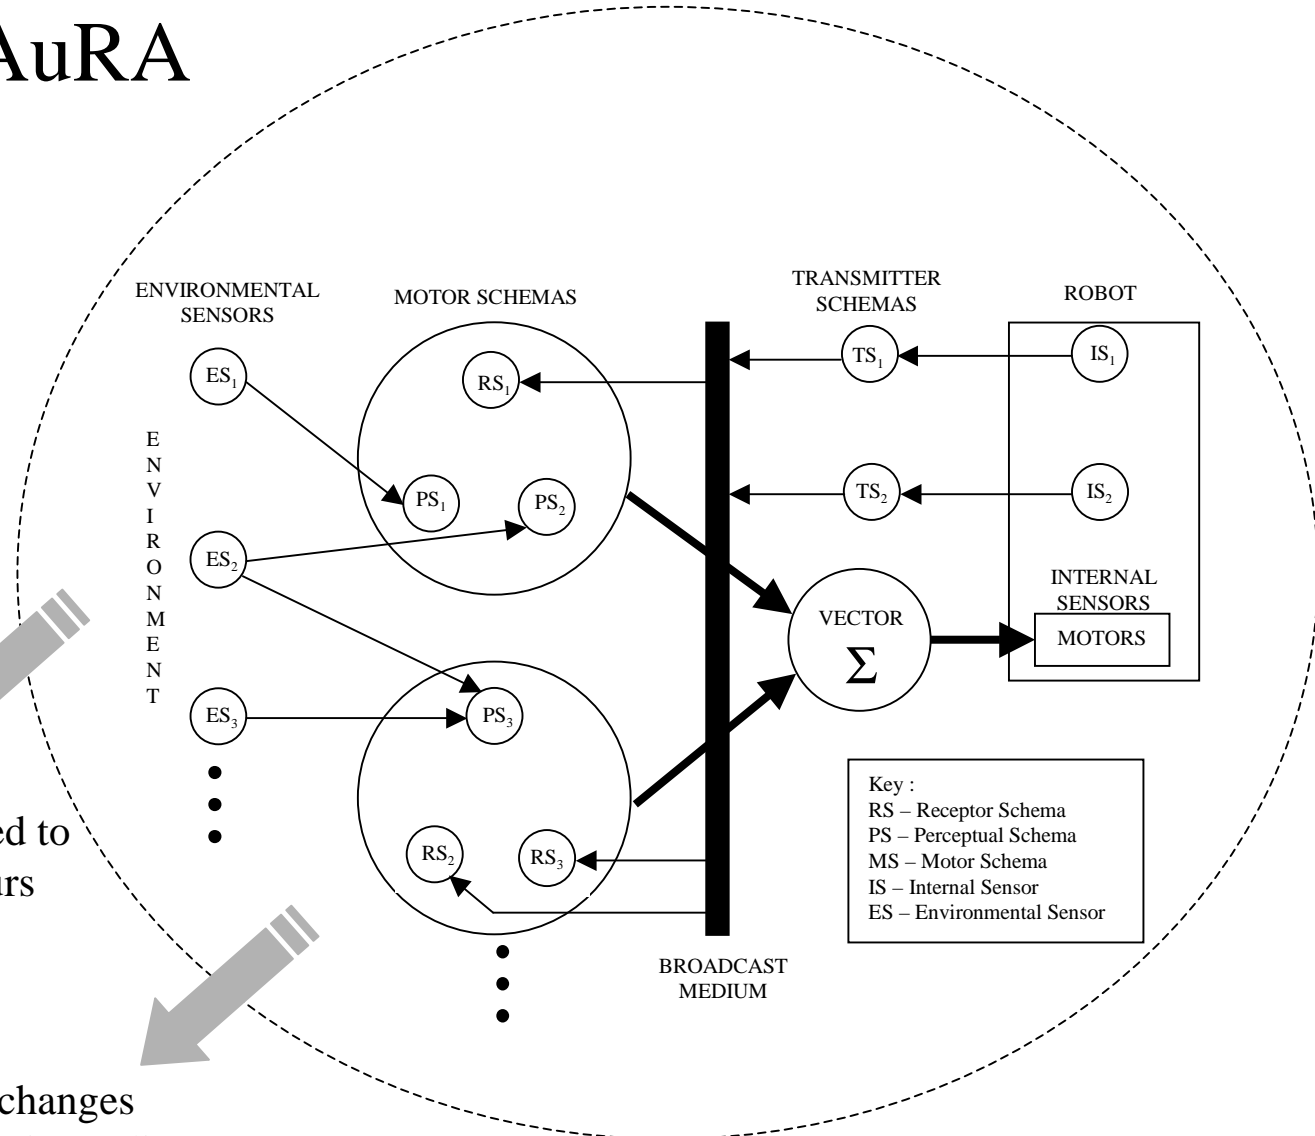 AuRA
ENVIRONMENTAL
SENSORS
MOTOR SCHEMAS
TRANSMITTER
SCHEMAS
ROBOT
ES1
RS1
TS1
IS1
ENVIRONMENT
PS1
PS2
TS2
IS2
ES2
INTERNAL
SENSORS
VECTOR
Σ
MOTORS
ES3
PS3
Key :
RS – Receptor Schema
PS – Perceptual Schema
MS – Motor Schema
IS – Internal Sensor
ES – Environmental Sensor
RS2
RS3
BROADCAST
MEDIUM
to
changes